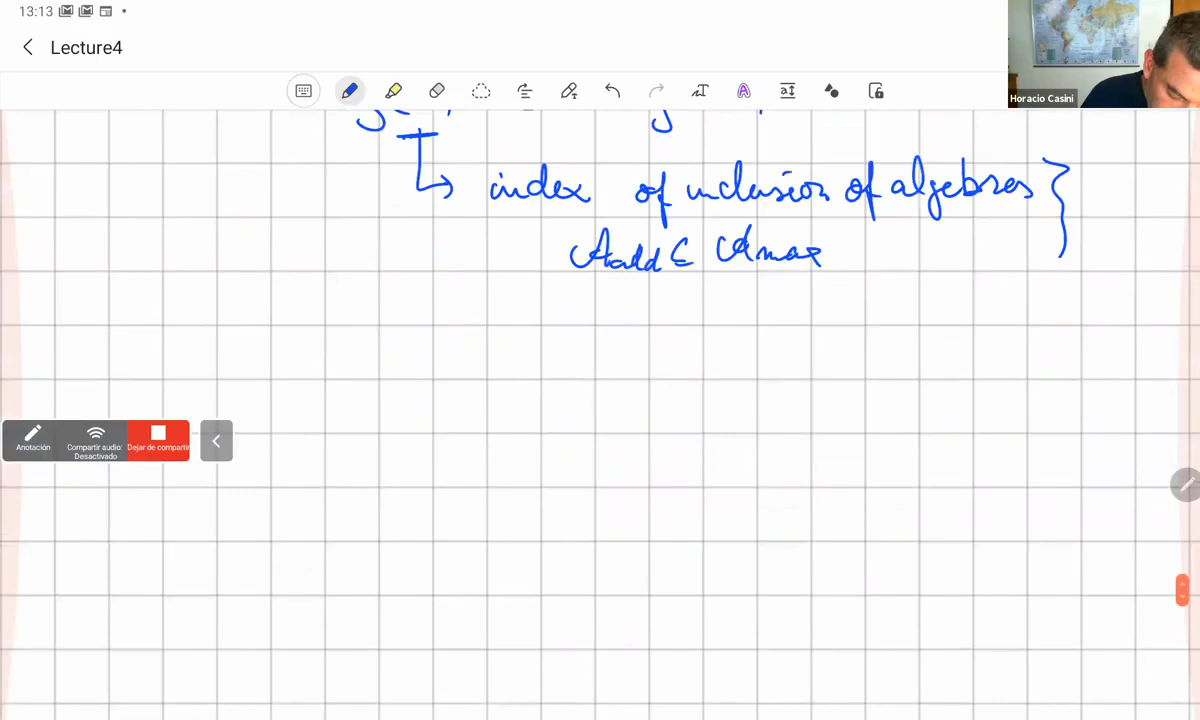 13:13
Lecture4
Horacio Casini
index of inclusion of algebras
Aadd ⊂ Amax
Anotación
Compartir audio: Desactivado
Dejar de compartir